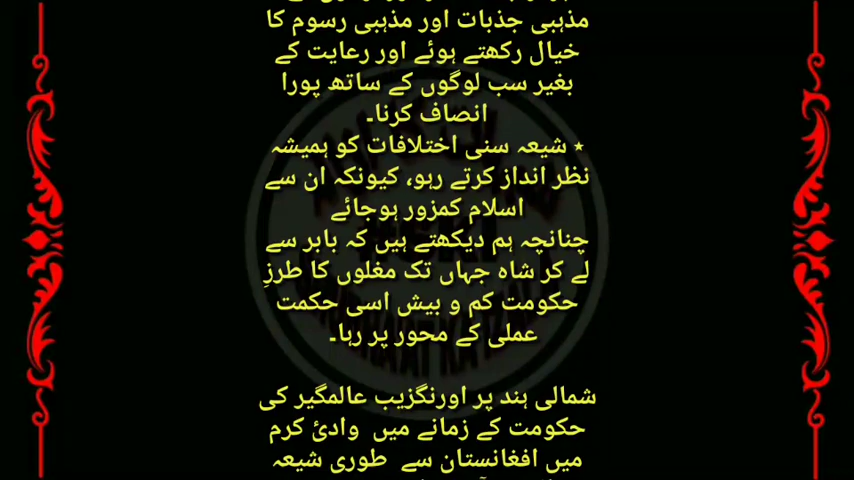 مذہبی جذبات اور مذہبی رسوم کا
خیال رکھتے ہوئے اور رعایت کے
بغیر سب لوگوں کے ساتھ پورا
انصاف کرنا۔
٭ شیعہ سنی اختلافات کو ہمیشہ
نظر انداز کرتے رہو، کیونکہ ان سے
اسلام کمزور ہوجائے
چنانچہ ہم دیکھتے ہیں کہ بابر سے
لے کر شاہ جہاں تک مغلوں کا طرزِ
حکومت کم و بیش اسی حکمت
عملی کے محور پر رہا۔
شمالی ہند پر اورنگزیب عالمگیر کی
حکومت کے زمانے میں وادئ کرم
میں افغانستان سے طوری شیعہ